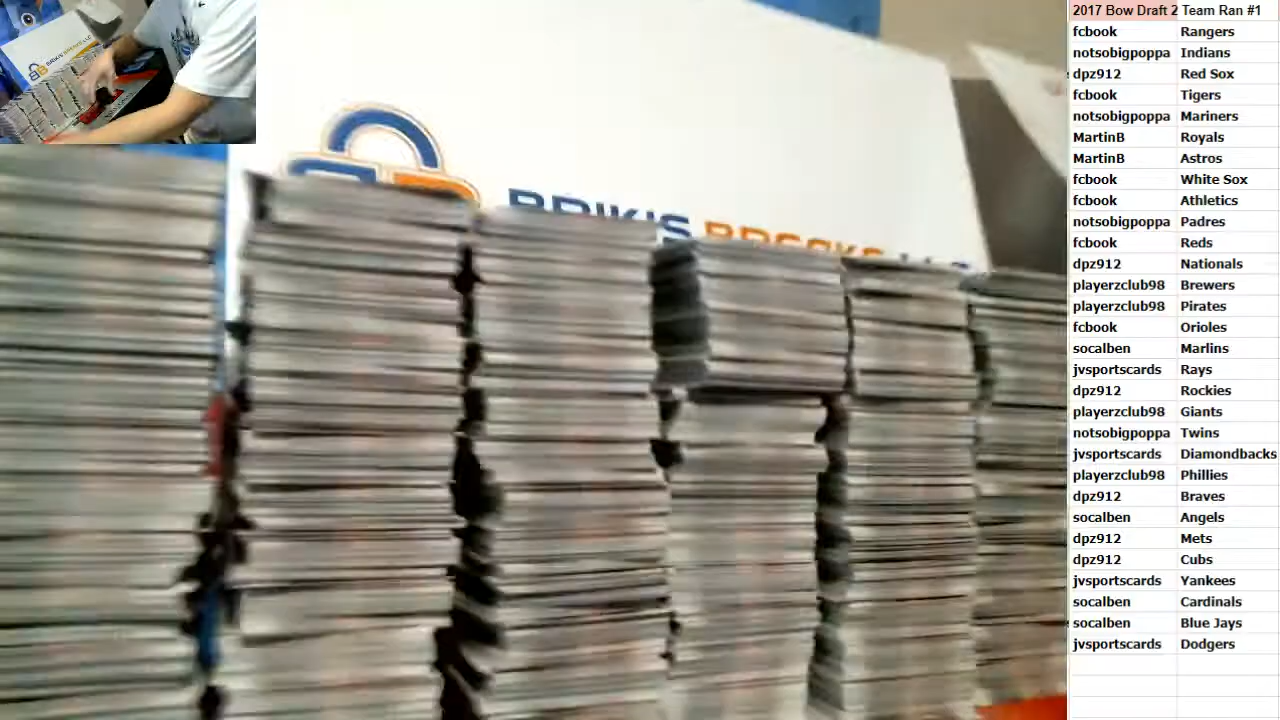 2017 Bow Draft 2 Team Ran #1
fcbook Rangers
notsobigpoppa Indians
dpz912 Red Sox
fcbook Tigers
notsobigpoppa Mariners
MartinB Royals
MartinB Astros
fcbook White Sox
fcbook Athletics
notsobigpoppa Padres
fcbook Reds
dpz912 Nationals
playerzclub98 Brewers
playerzclub98 Pirates
fcbook Orioles
socalben Marlins
jvsportscards Rays
dpz912 Rockies
playerzclub98 Giants
notsobigpoppa Twins
jvsportscards Diamondbacks
playerzclub98 Phillies
dpz912 Braves
socalben Angels
dpz912 Mets
dpz912 Cubs
jvsportscards Yankees
socalben Cardinals
socalben Blue Jays
jvsportscards Dodgers